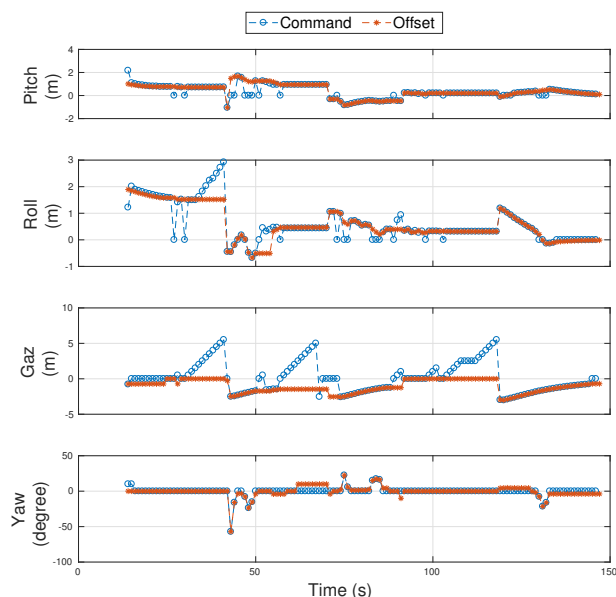 Command Offset
4
2
0
-2
Pitch
(m)
3
2
1
0
-1
Roll
(m)
10
5
0
-5
Gaz
(m)
50
0
-50
-100
Yaw
(degree)
0 50 100 150
Time (s)